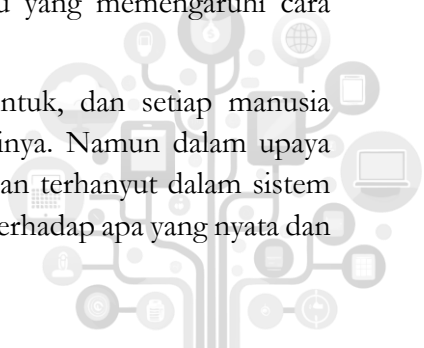 yang memengaruhi cara
ntuk, dan setiap manusia
inya. Namun dalam upaya
an terhanyut dalam sistem
erhadap apa yang nyata dan